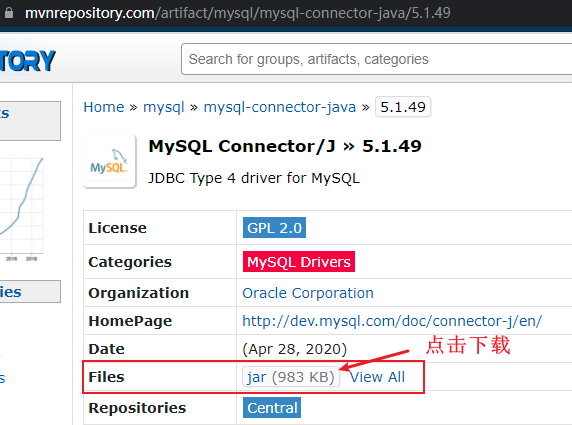 mvnrepository.com/artifact/mysql/mysql-connector-java/5.1.49
TORY
Search for groups, artifacts, categories
Home » mysql » mysql-connector-java » 5.1.49
MySQL
MySQL Connector/J » 5.1.49
JDBC Type 4 driver for MySQL
License GPL 2.0
Categories MySQL Drivers
Organization Oracle Corporation
HomePage http://dev.mysql.com/doc/connector-j/en/
Date (Apr 28, 2020)
点击下载
Files jar (983 KB) View All
Repositories Central
2016 2018
ies